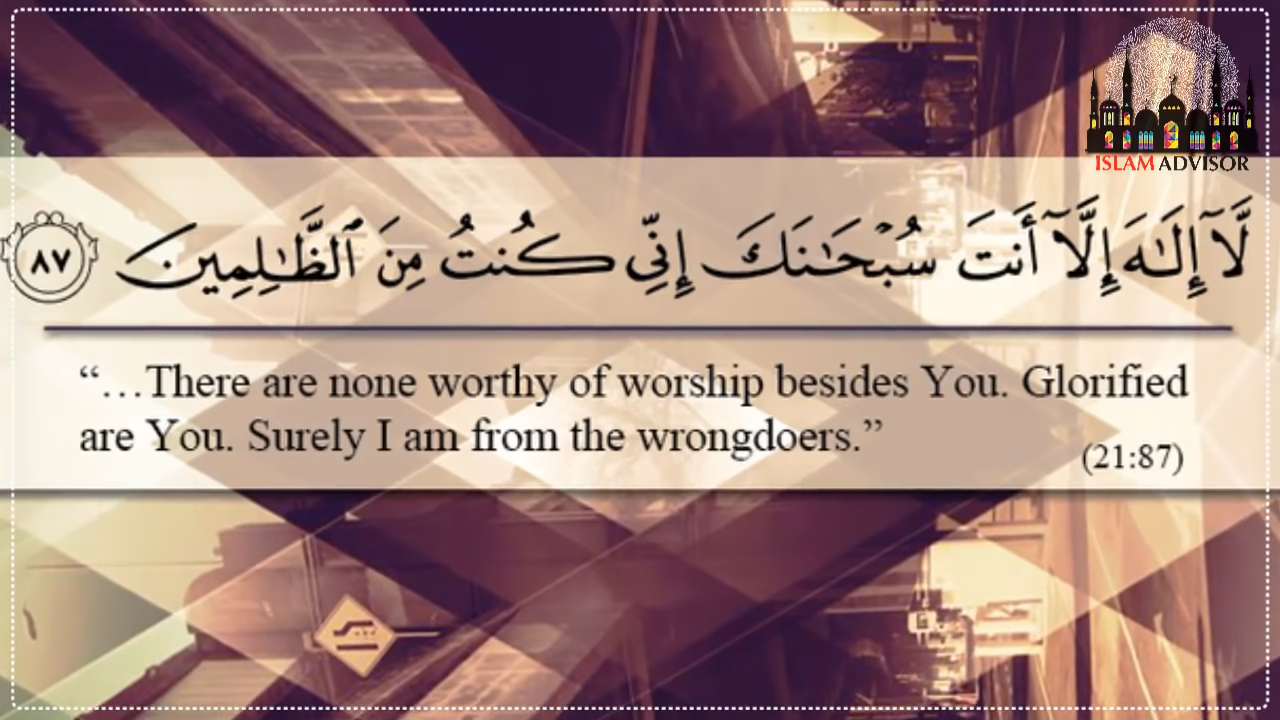 ISLAM ADVISOR
لَّآ إِلَـٰهَ إِلَّآ أَنتَ سُبْحَـٰنَكَ إِنِّى كُنتُ مِنَ ٱلظَّـٰلِمِينَ ٨٧
“…There are none worthy of worship besides You. Glorified
are You. Surely I am from the wrongdoers.”
(21:87)